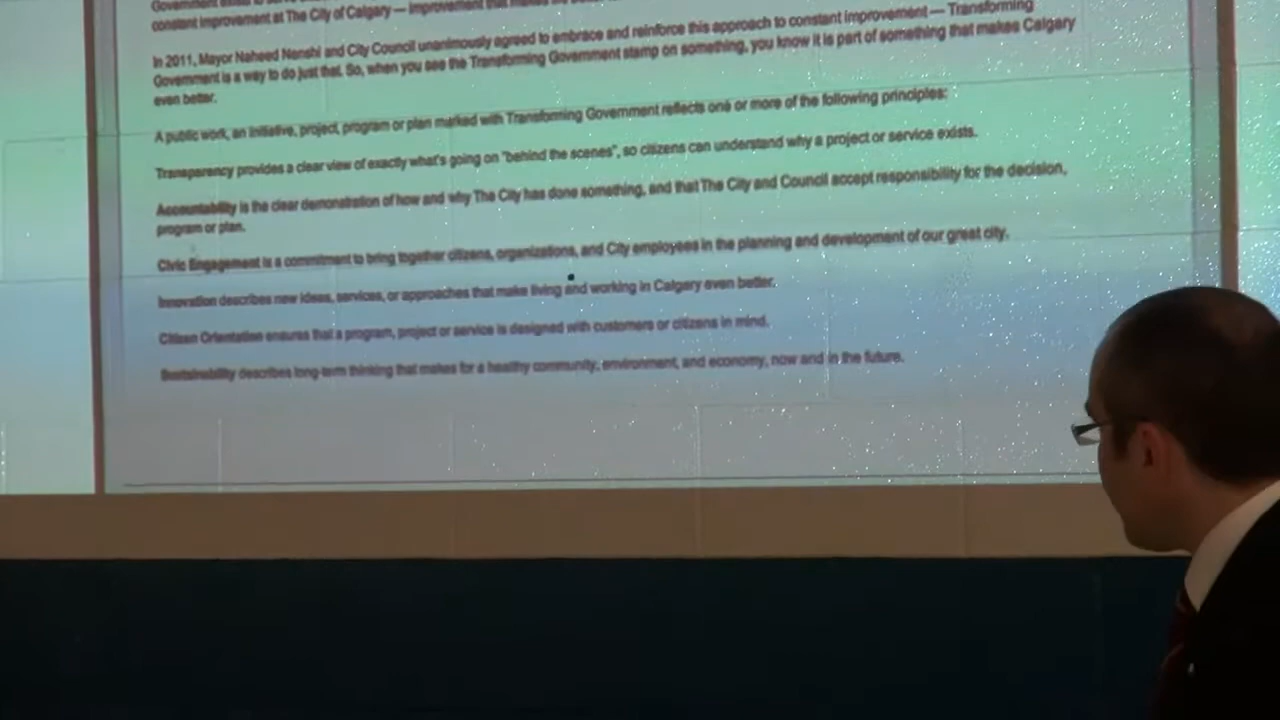 Government exists to
constant improvement at The City of Calgary — improvement that makes the
In 2011, Mayor Naheed Nenshi and City Council unanimously agreed to embrace and reinforce this approach to constant improvement — Transforming
Government is a way to do just that. So, when you see the Transforming Government stamp on something, you know it is part of something that makes Calgary
even better.
A public work, an initiative, project, program or plan marked with Transforming Government reflects one or more of the following principles:
Transparency provides a clear view of exactly what's going on "behind the scenes", so citizens can understand why a project or service exists.
Accountability is the clear demonstration of how and why The City has done something, and that The City and Council accept responsibility for the decision,
program or plan.
Civic Engagement is a commitment to bring together citizens, organizations, and City employees in the planning and development of our great city.
Innovation describes new ideas, services, or approaches that make living and working in Calgary even better.
Citizen Orientation ensures that a program, project or service is designed with customers or citizens in mind.
Sustainability describes long-term thinking that makes for a healthy community, environment, and economy, now and in the future.